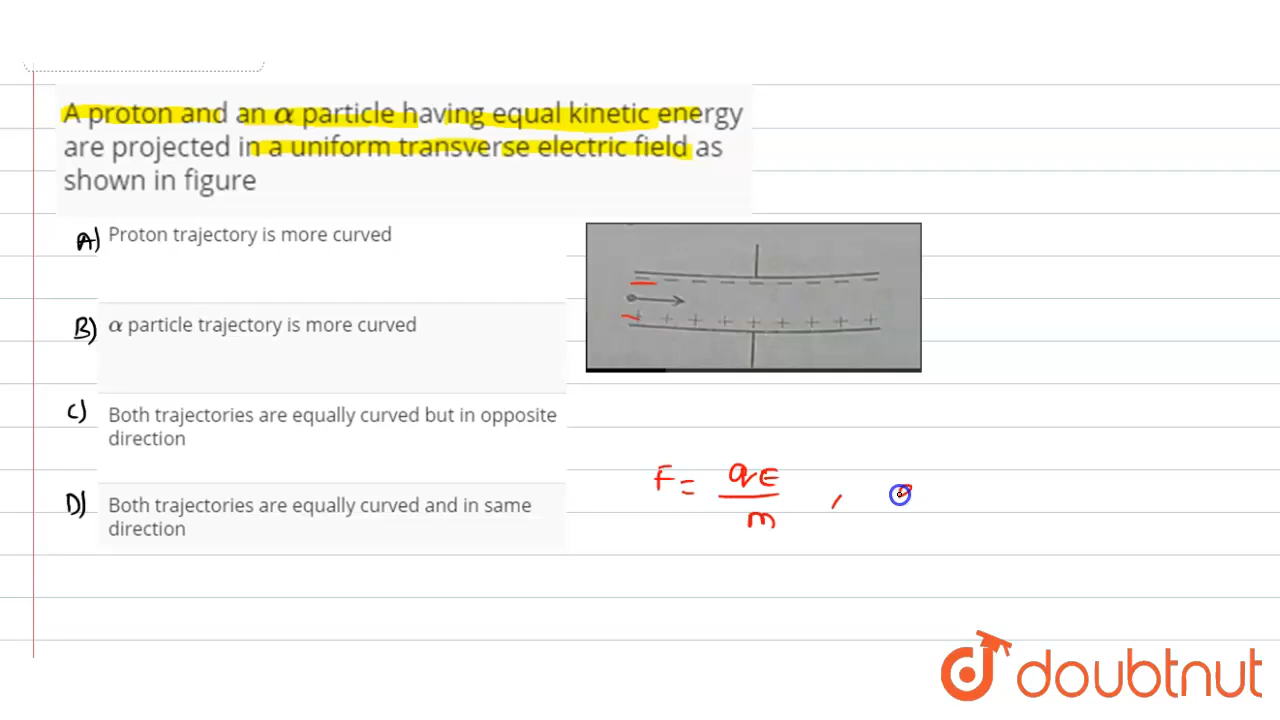 A proton and an α particle having equal kinetic energy
are projected in a uniform transverse electric field as
shown in figure
A) Proton trajectory is more curved
B) α particle trajectory is more curved
C) Both trajectories are equally curved but in opposite
direction
D) Both trajectories are equally curved and in same
direction
− − − − − − − − −
+ + + + + + + + +
F = qE/m ,
doubtnut